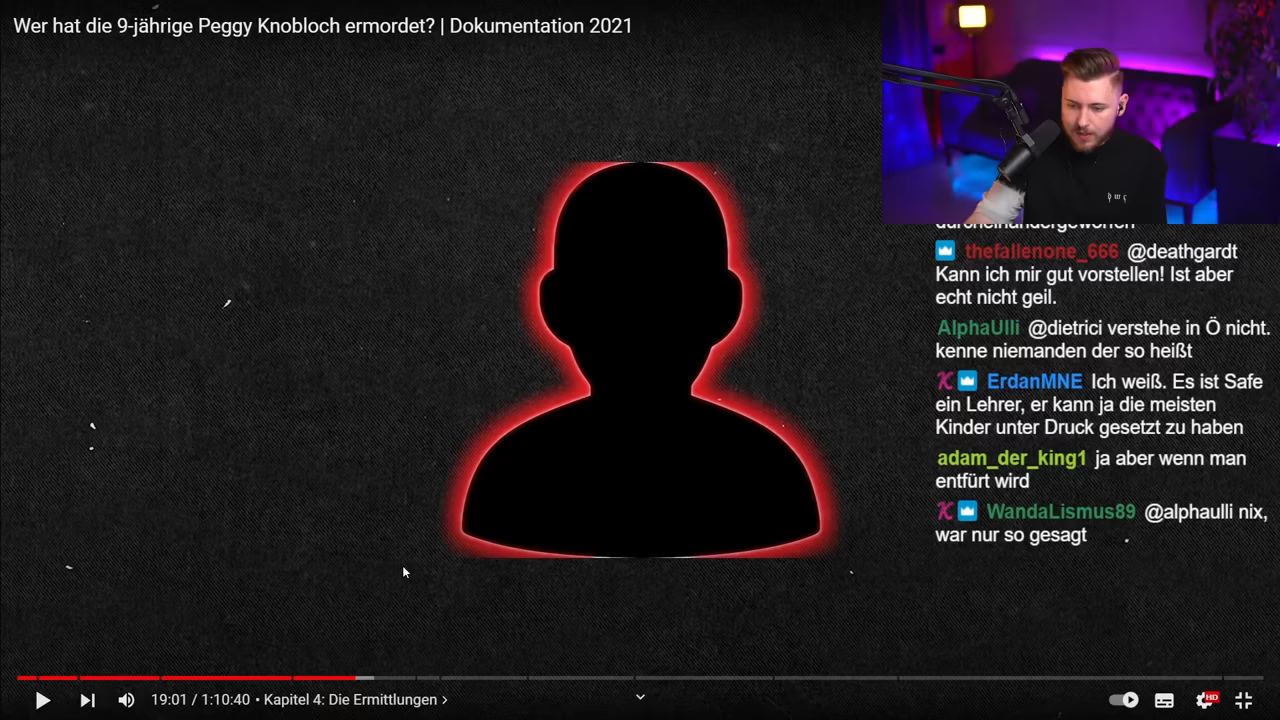 Wer hat die 9-jährige Peggy Knobloch ermordet? | Dokumentation 2021
durcheinandergeworfen
thefallenone_666 @deathgardt
Kann ich mir gut vorstellen! Ist aber
echt nicht geil.
AlphaUlli @dietrici verstehe in Ö nicht.
kenne niemanden der so heißt
ErdanMNE Ich weiß. Es ist Safe
ein Lehrer, er kann ja die meisten
Kinder unter Druck gesetzt zu haben
adam_der_king1 ja aber wenn man
entfürt wird
WandaLismus89 @alphaulli nix,
war nur so gesagt
19:01 / 1:10:40 • Kapitel 4: Die Ermittlungen
HD